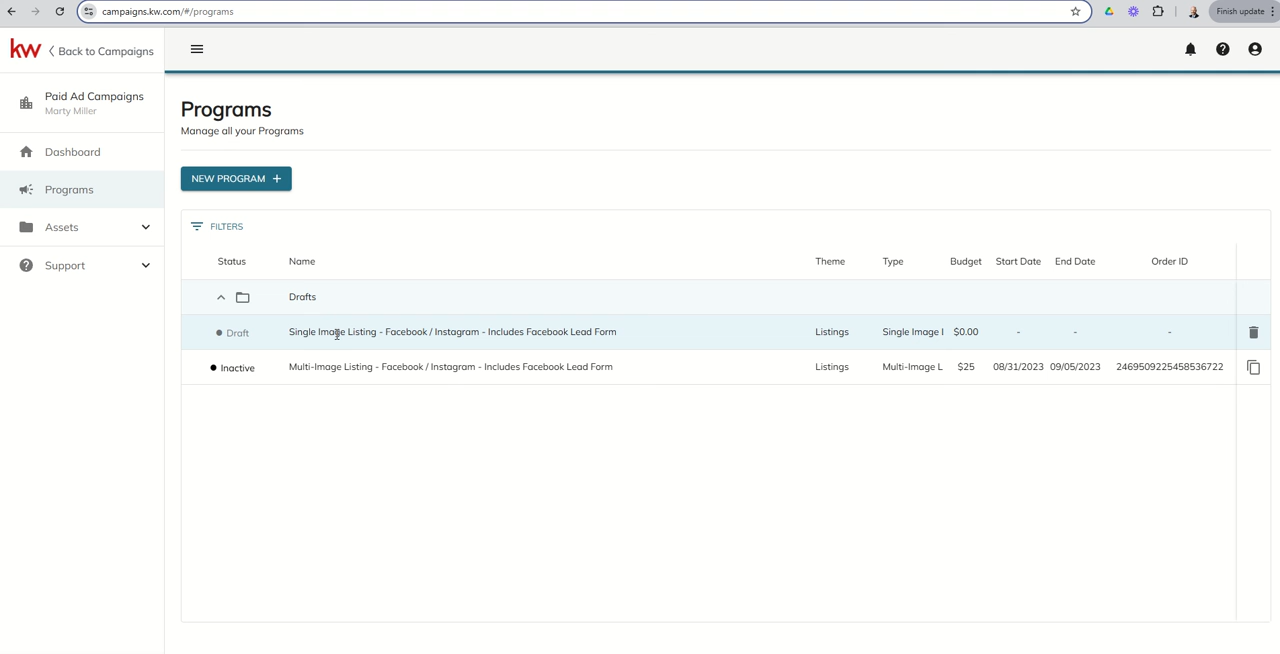 campaigns.kw.com/#/programs
Finish update
kw Back to Campaigns
Paid Ad Campaigns
Marty Miller
Dashboard
Programs
Assets
Support
Programs
Manage all your Programs
NEW PROGRAM +
FILTERS
Status Name Theme Type Budget Start Date End Date Order ID
Drafts
Draft Single Image Listing - Facebook / Instagram - Includes Facebook Lead Form Listings Single Image l $0.00 - - -
Inactive Multi-Image Listing - Facebook / Instagram - Includes Facebook Lead Form Listings Multi-Image L $25 08/31/2023 09/05/2023 2469509225458536722